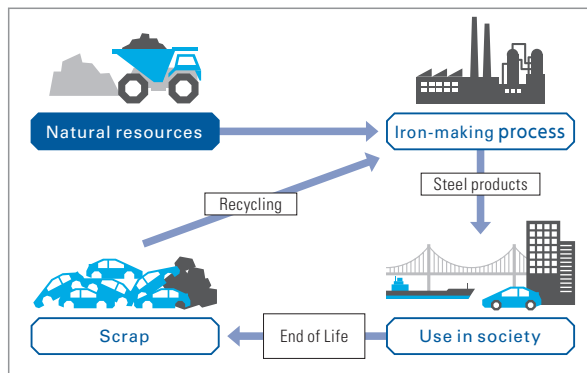 Natural resources
Iron-making process
Recycling
Steel products
Scrap
End of Life
Use in society